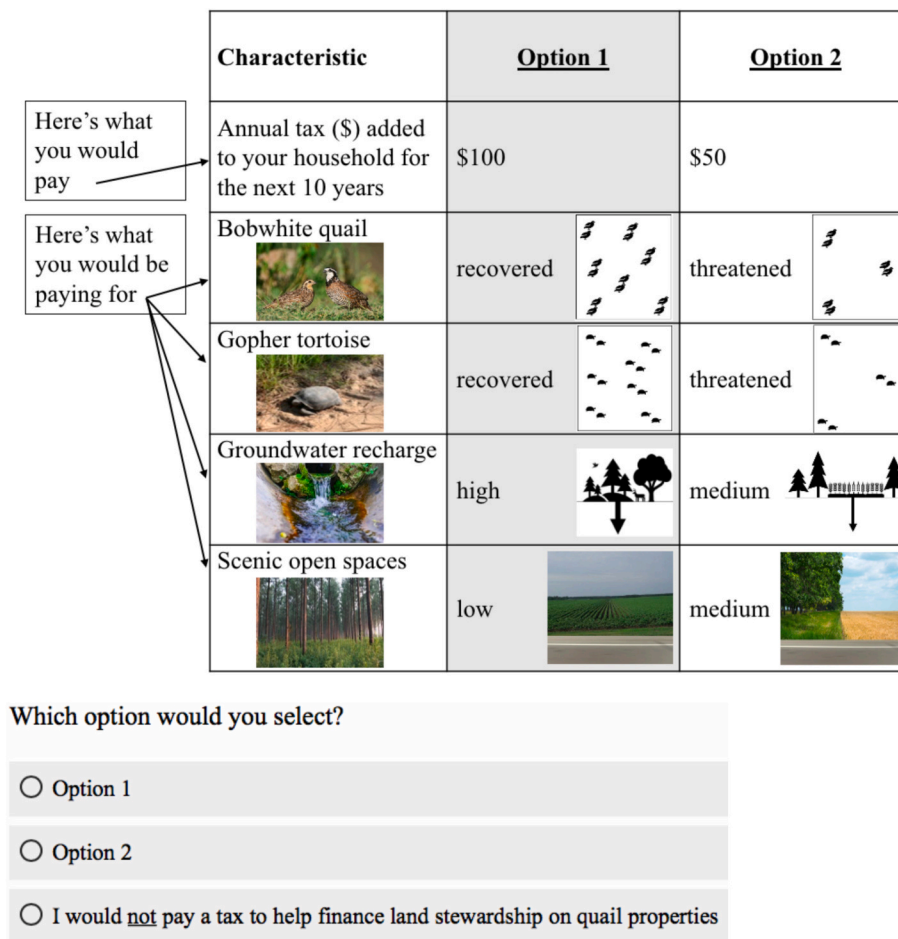 Characteristic
Option 1
Option 2
Here's what
you would
pay
Annual tax ($) added
to your household for
the next 10 years
$100
$50
Here's what
you would be
paying for
Bobwhite quail
recovered
threatened
Gopher tortoise
recovered
threatened
Groundwater recharge
high
medium
Scenic open spaces
low
medium
Which option would you select?
Option 1
Option 2
I would not pay a tax to help finance land stewardship on quail properties